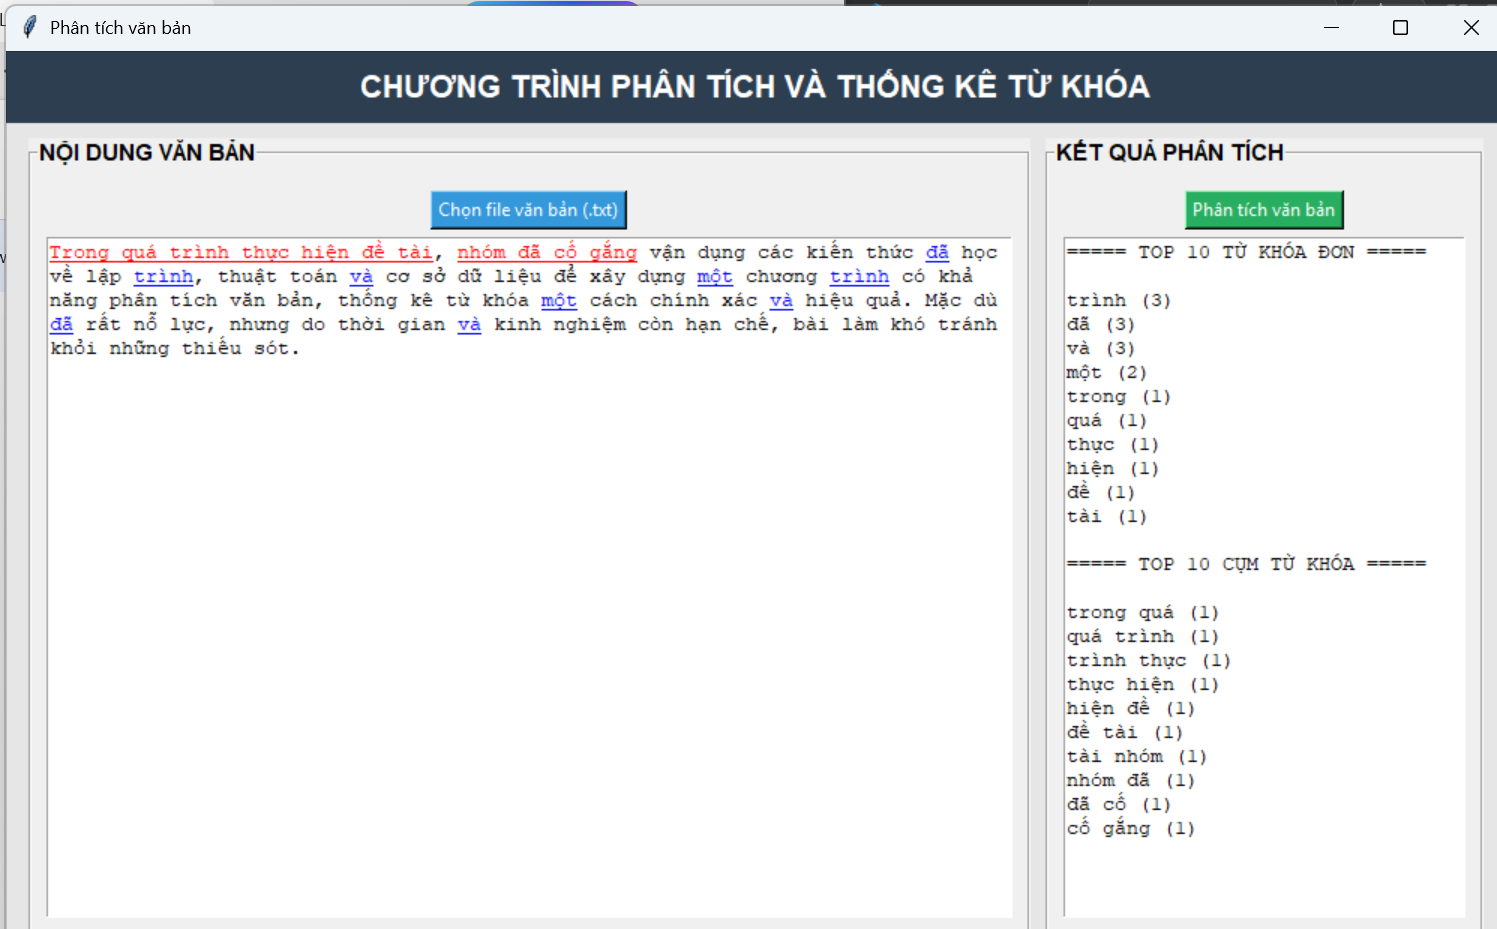 Phân tích văn bản
CHƯƠNG TRÌNH PHÂN TÍCH VÀ THỐNG KÊ TỪ KHÓA
NỘI DUNG VĂN BẢN
Chọn file văn bản (.txt)
Trong quá trình thực hiện đề tài, nhóm đã cố gắng vận dụng các kiến thức đã học
về lập trình, thuật toán và cơ sở dữ liệu để xây dựng một chương trình có khả
năng phân tích văn bản, thống kê từ khóa một cách chính xác và hiệu quả. Mặc dù
đã rất nỗ lực, nhưng do thời gian và kinh nghiệm còn hạn chế, bài làm khó tránh
khỏi những thiếu sót.
KẾT QUẢ PHÂN TÍCH
Phân tích văn bản
===== TOP 10 TỪ KHÓA ĐƠN =====
trình (3)
đã (3)
và (3)
một (2)
trong (1)
quá (1)
thực (1)
hiện (1)
đề (1)
tài (1)
===== TOP 10 CỤM TỪ KHÓA =====
trong quá (1)
quá trình (1)
trình thực (1)
thực hiện (1)
hiện đề (1)
đề tài (1)
tài nhóm (1)
nhóm đã (1)
đã cố (1)
cố gắng (1)